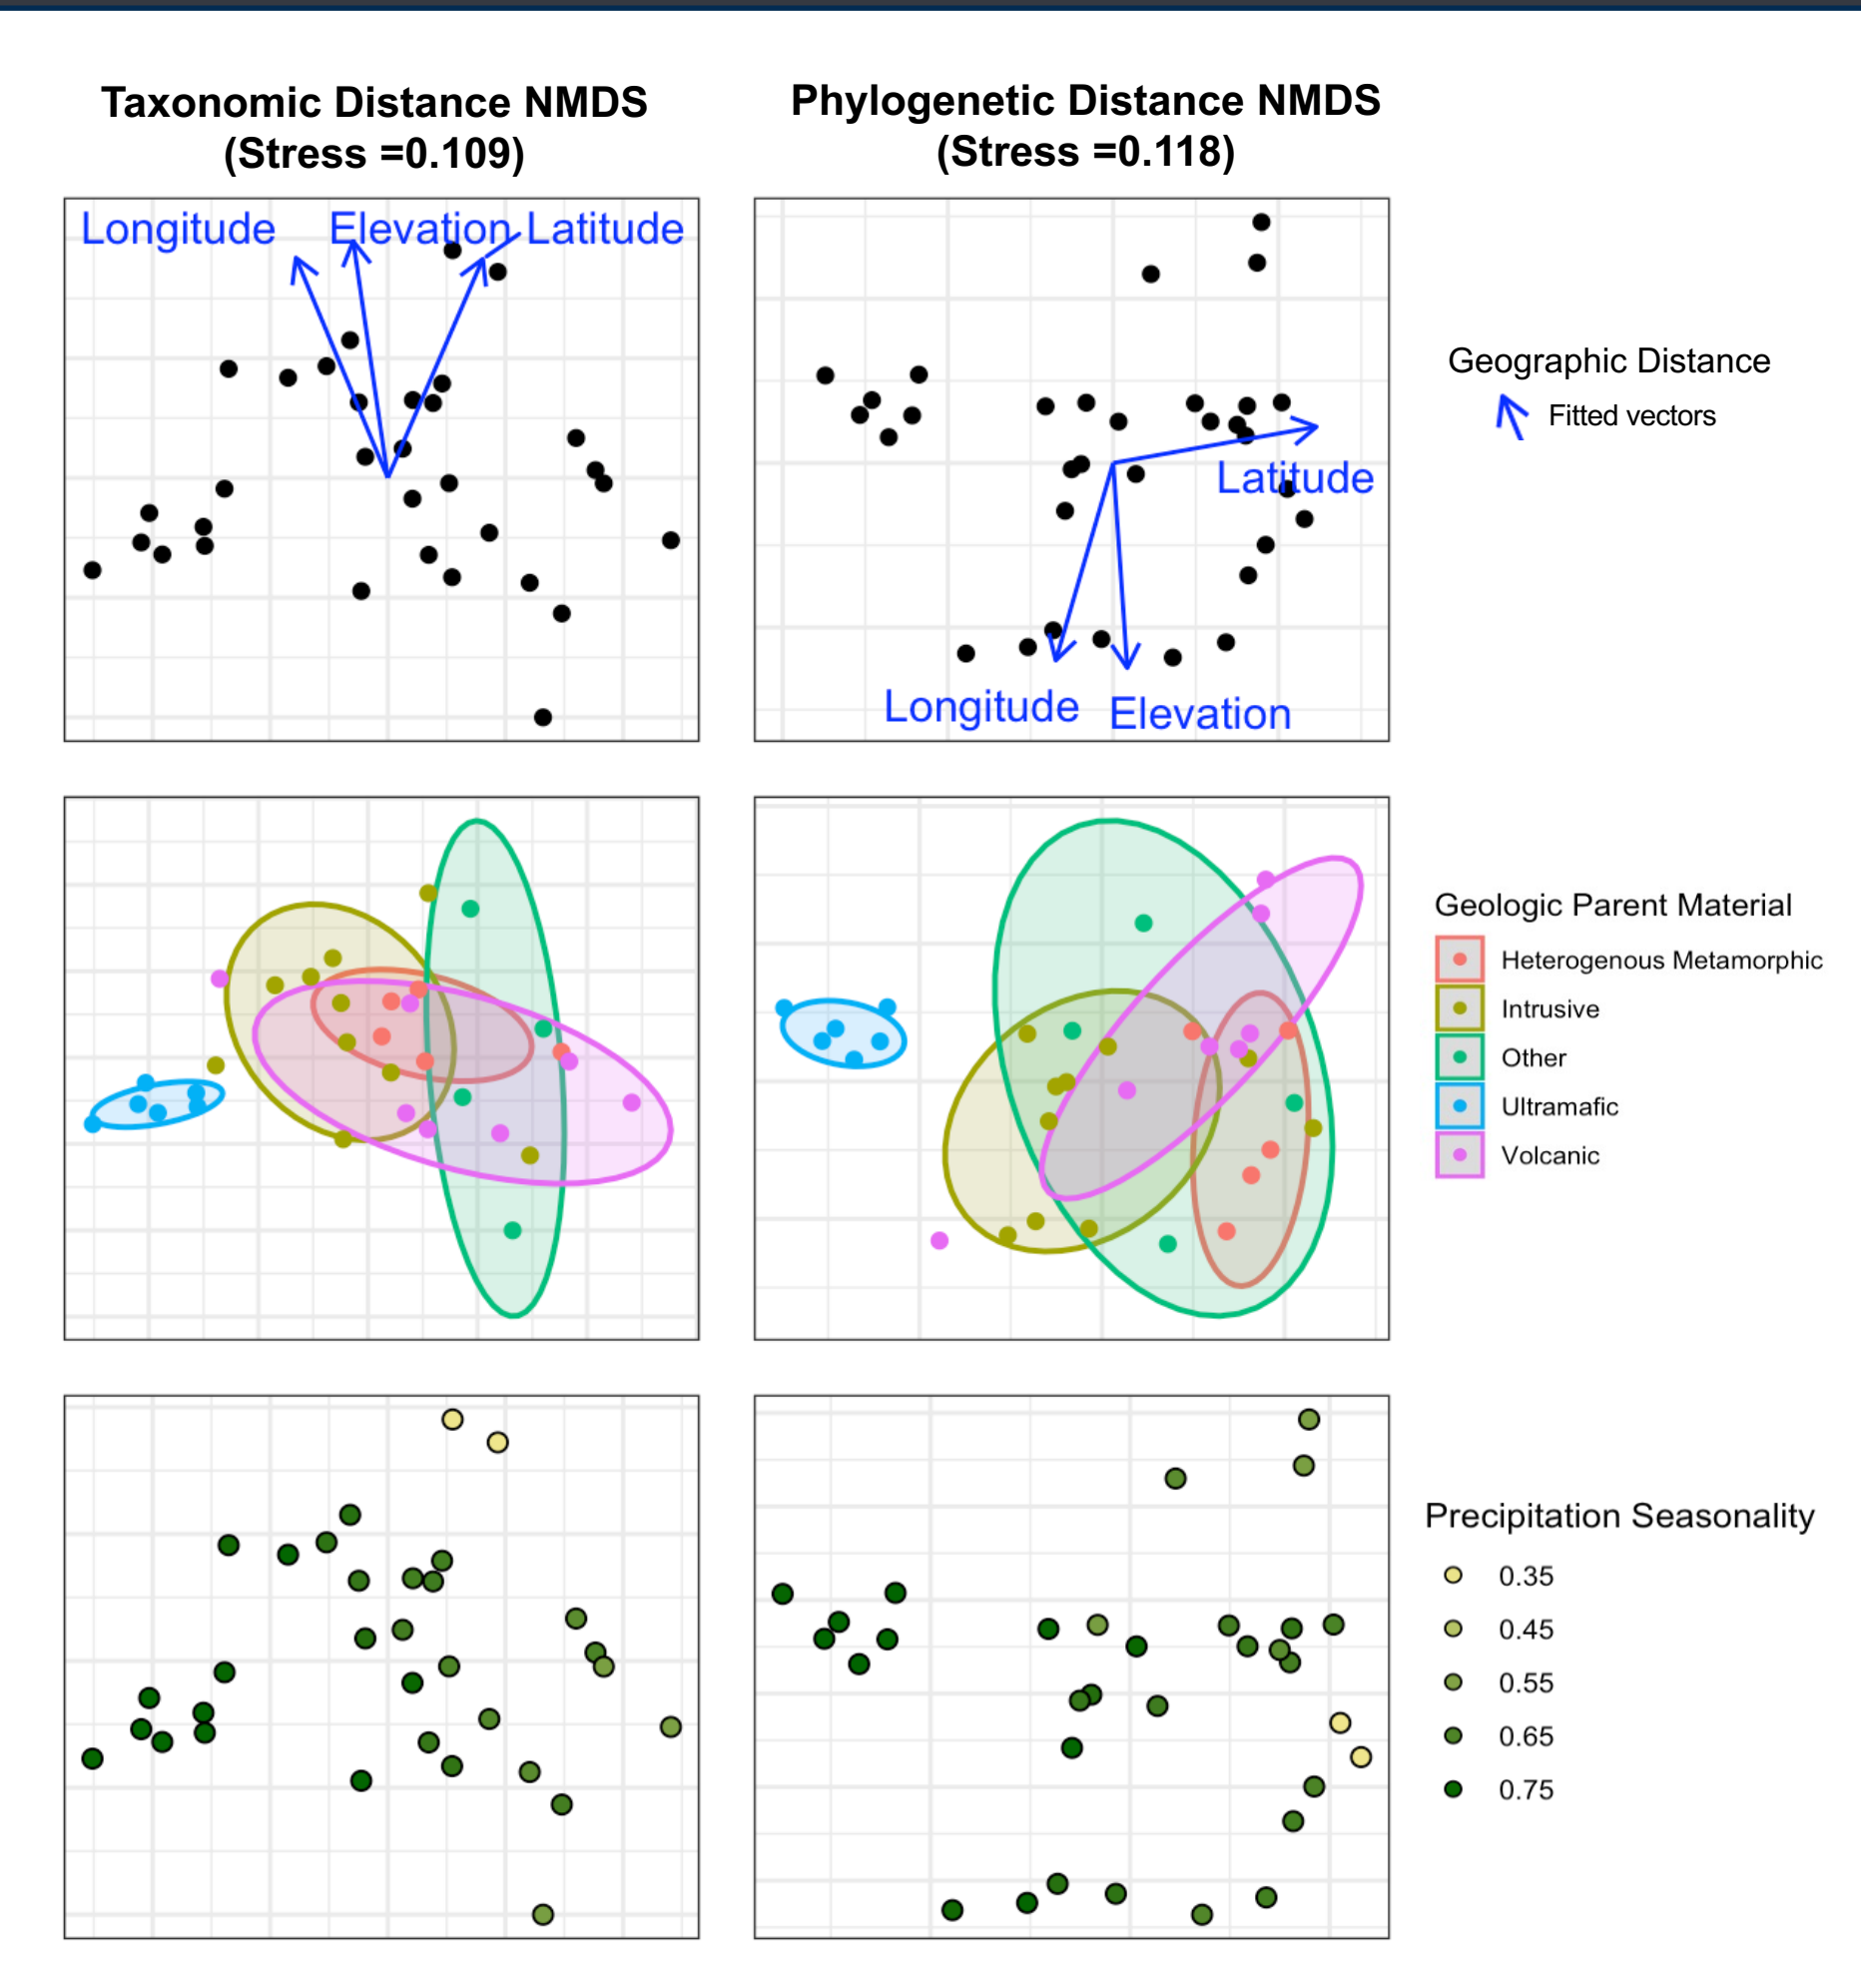 Taxonomic Distance NMDS
(Stress =0.109)
Phylogenetic Distance NMDS
(Stress =0.118)
Longitude
Elevation
Latitude
Latitude
Longitude
Elevation
Geographic Distance
Fitted vectors
Geologic Parent Material
Heterogenous Metamorphic
Intrusive
Other
Ultramafic
Volcanic
Precipitation Seasonality
0.35
0.45
0.55
0.65
0.75